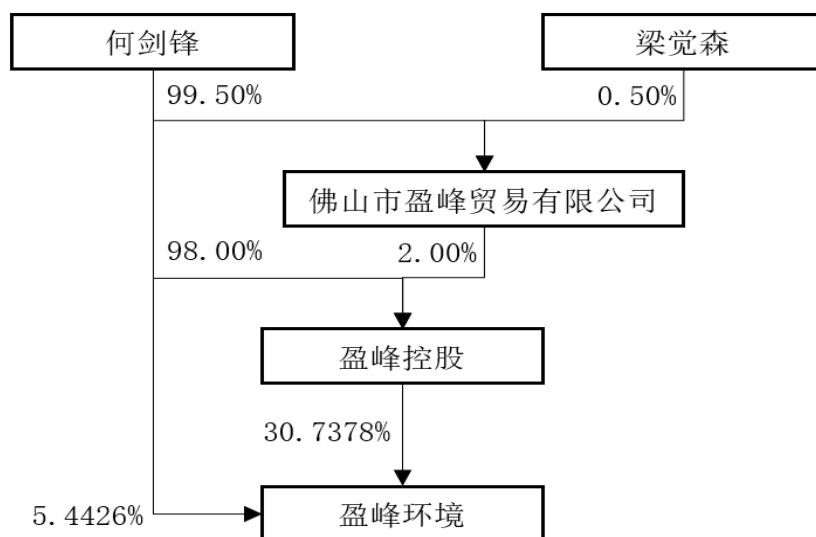 何剑锋
梁觉森
99.50%
0.50%
佛山市盈峰贸易有限公司
98.00%
2.00%
盈峰控股
30.7378%
5.4426%
盈峰环境